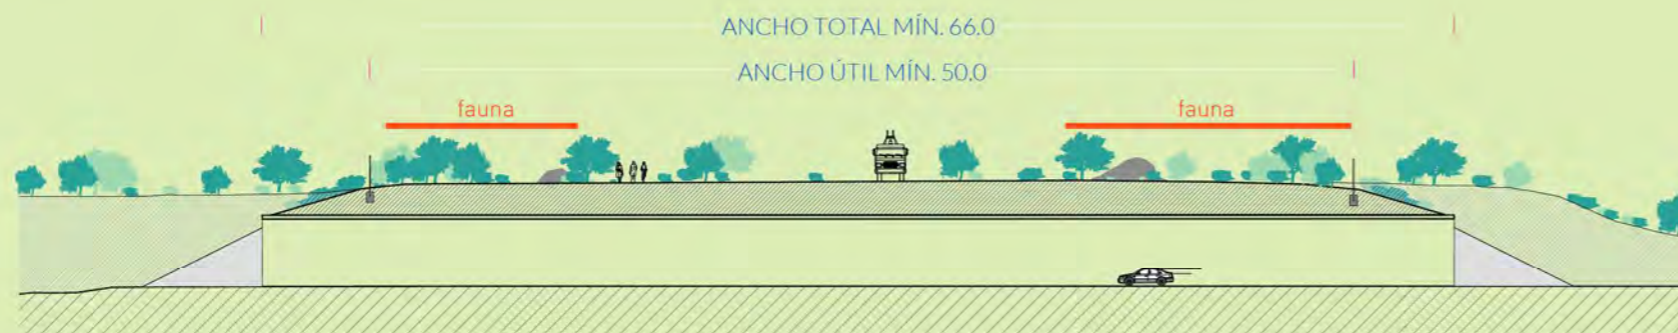 ANCHO TOTAL MÍN. 66.0
ANCHO ÚTIL MÍN. 50.0
fauna
fauna